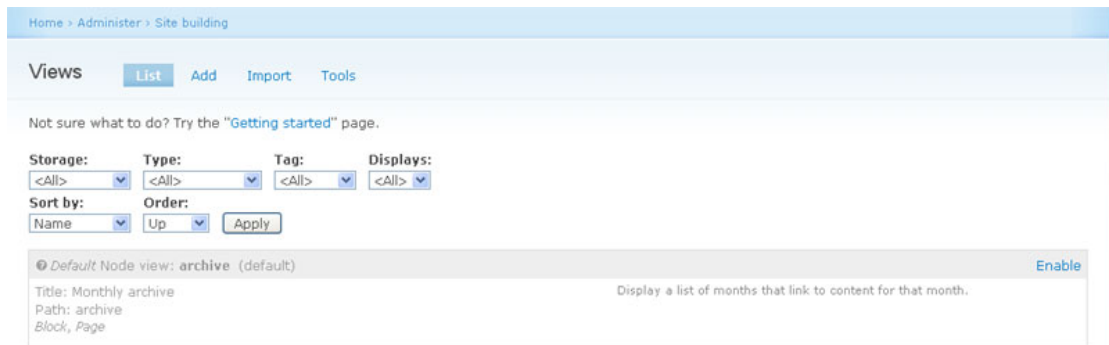 Home › Administer › Site building
Views List Add Import Tools
Not sure what to do? Try the "Getting started" page.
Storage: Type: Tag: Displays:
<All> <All> <All> <All>
Sort by: Order:
Name Up Apply
Default Node view: archive (default) Enable
Title: Monthly archive Display a list of months that link to content for that month.
Path: archive
Block, Page